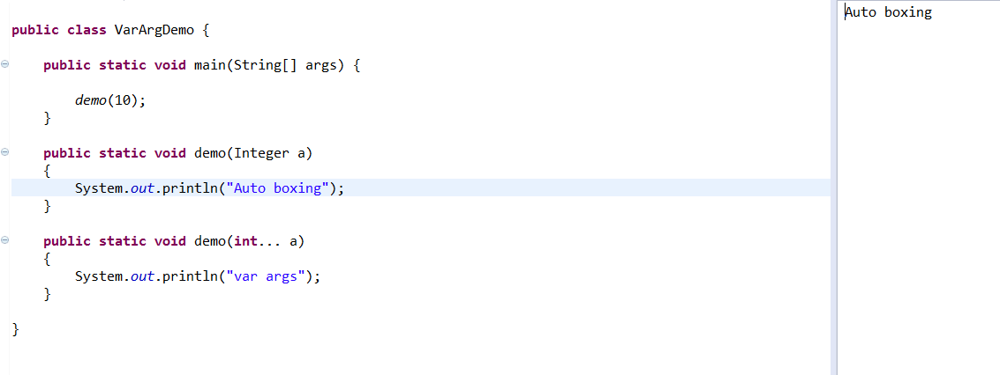 public class VarArgDemo {
public static void main(String[] args) {
demo(10);
}
public static void demo(Integer a)
{
System.out.println("Auto boxing");
}
public static void demo(int... a)
{
System.out.println("var args");
}
}
Auto boxing